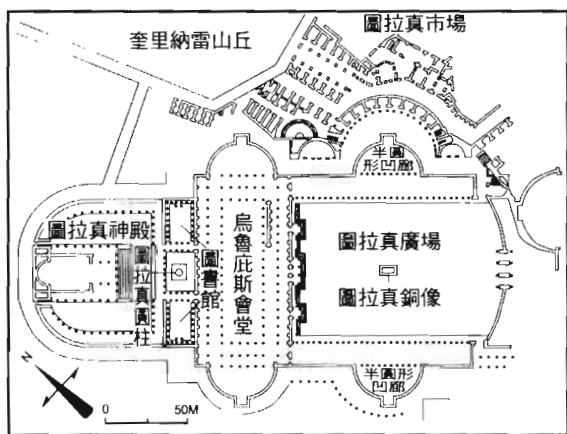 奎里納雷山丘
圖拉真市場
半圓
形凹廊
圖拉真神殿
圖拉真圓柱
圖書館
烏魯庇斯會堂
圖拉真廣場
圖拉真銅像
半圓形
凹廊
N
0 50M